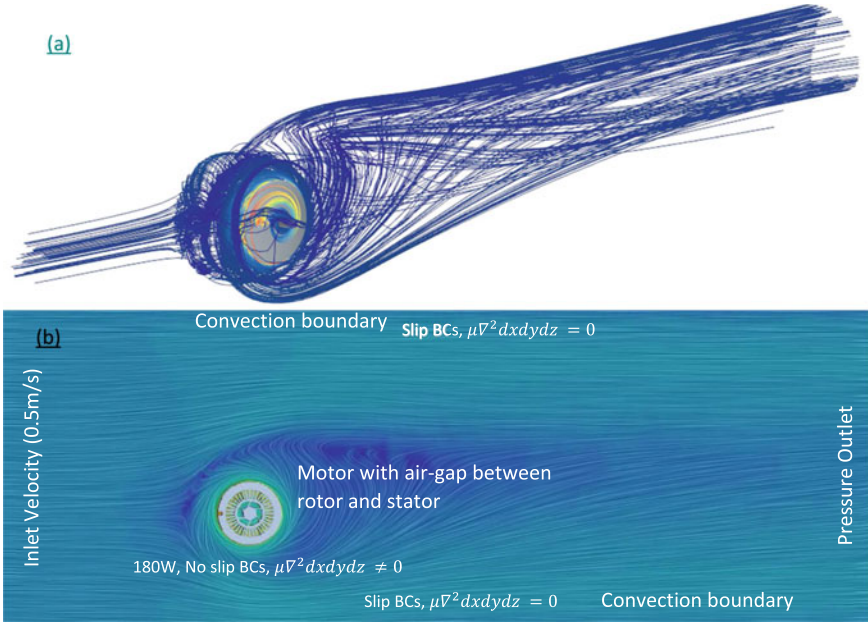 (a)
Convection boundary
Slip BCs, 𝜇∇²𝑑𝑥𝑑𝑦𝑑𝑧 = 0
(b)
Inlet Velocity (0.5m/s)
Motor with air-gap between
rotor and stator
Pressure Outlet
180W, No slip BCs, 𝜇∇²𝑑𝑥𝑑𝑦𝑑𝑧 ≠ 0
Slip BCs, 𝜇∇²𝑑𝑥𝑑𝑦𝑑𝑧 = 0
Convection boundary